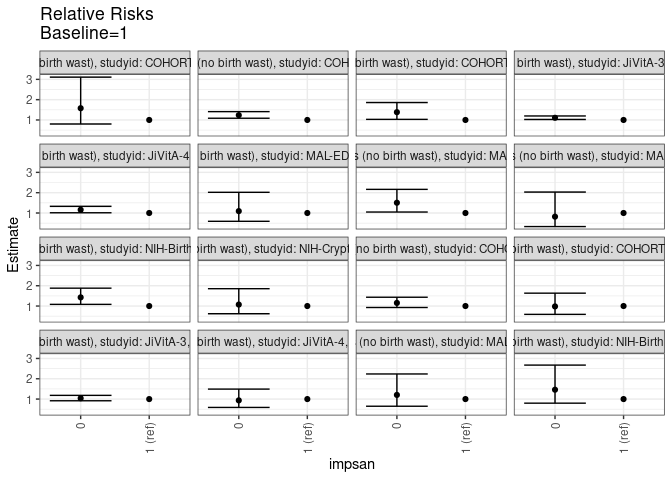 Relative Risks
Baseline=1
birth wast), studyid: COHORT
(no birth wast), studyid: COH
birth wast), studyid: COHORT
birth wast), studyid: JiVitA-3
3
2
1
birth wast), studyid: JiVitA-4
birth wast), studyid: MAL-ED
s (no birth wast), studyid: MA
s (no birth wast), studyid: MA
3
2
1
birth wast), studyid: NIH-Birth
birth wast), studyid: NIH-Crypt
no birth wast), studyid: COHO
birth wast), studyid: COHORT
3
2
1
birth wast), studyid: JiVitA-3,
birth wast), studyid: JiVitA-4,
(no birth wast), studyid: MAL
birth wast), studyid: NIH-Birth
3
2
1
Estimate
0
1 (ref)
0
1 (ref)
0
1 (ref)
0
1 (ref)
impsan